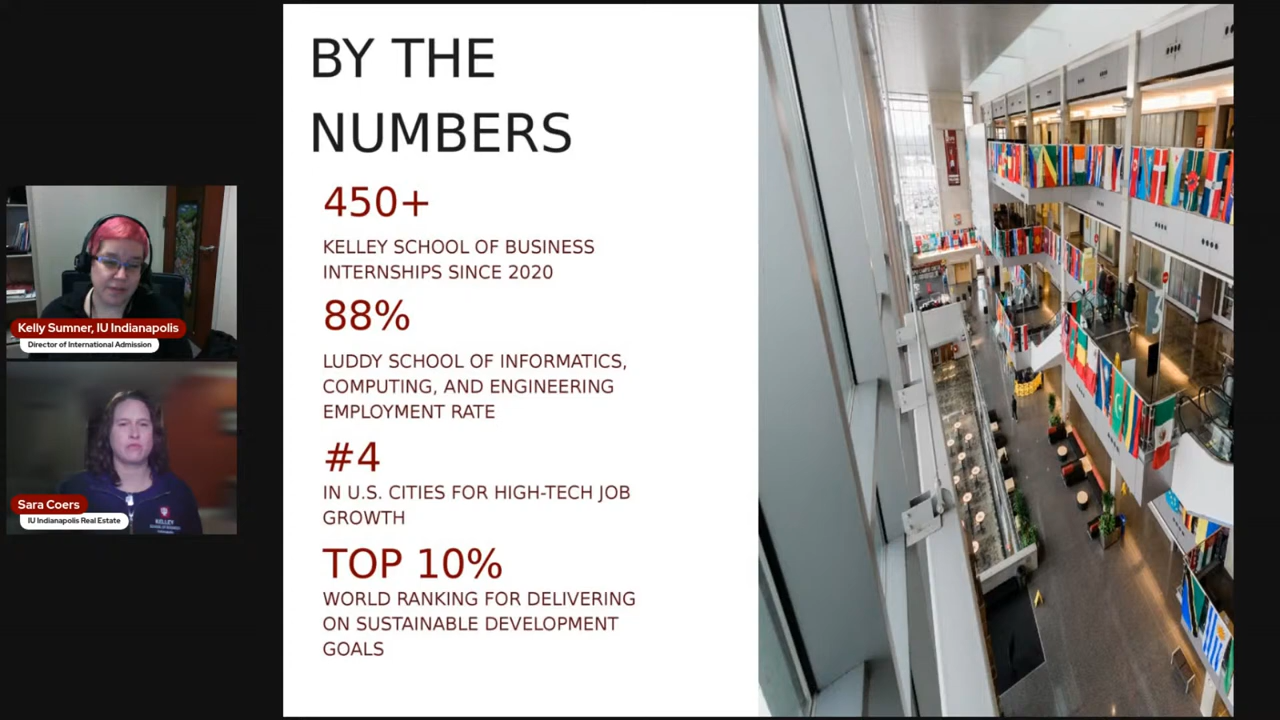 BY THE
NUMBERS
450+
KELLEY SCHOOL OF BUSINESS
INTERNSHIPS SINCE 2020
88%
LUDDY SCHOOL OF INFORMATICS,
COMPUTING, AND ENGINEERING
EMPLOYMENT RATE
#4
IN U.S. CITIES FOR HIGH-TECH JOB
GROWTH
TOP 10%
WORLD RANKING FOR DELIVERING
ON SUSTAINABLE DEVELOPMENT
GOALS
Kelly Sumner, IU Indianapolis
Director of International Admission
Sara Coers
IU Indianapolis Real Estate
KELLEY